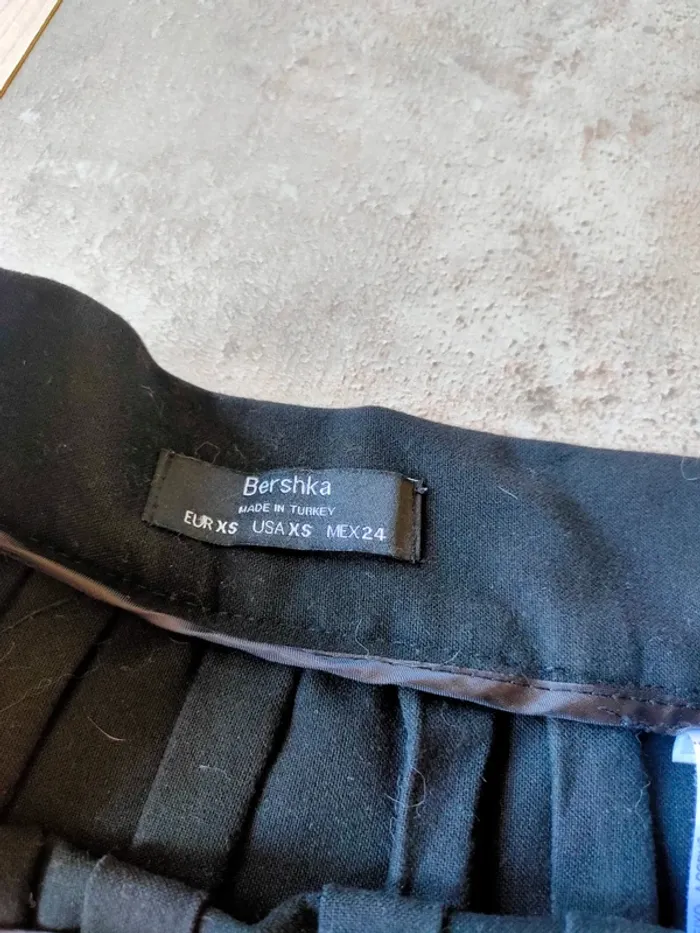 Bershka
MADE IN TURKEY
EUR XS USA XS MEX 24